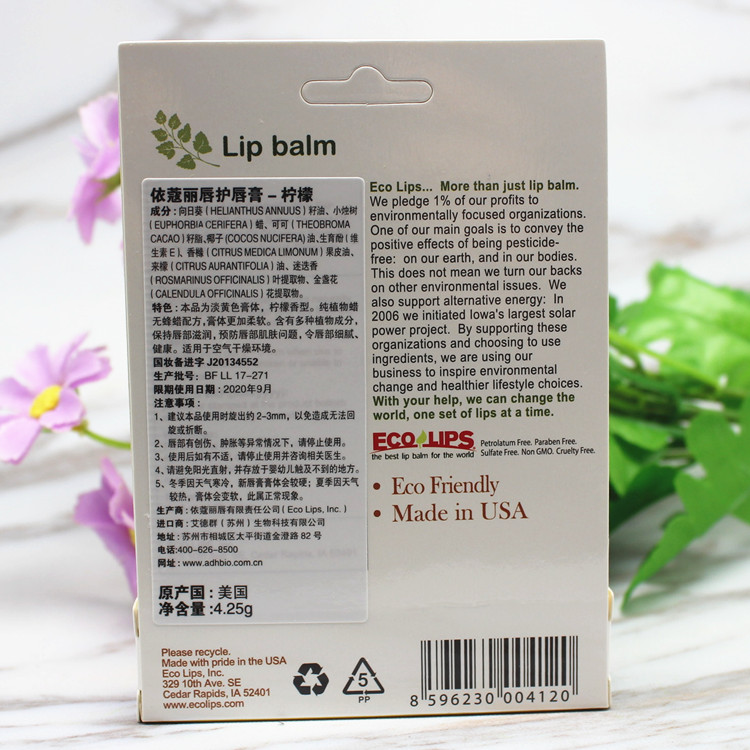 Lip balm
依蔻丽唇护唇膏 – 柠檬
成分：向日葵（HELIANTHUS ANNUUS）籽油、小烛树
（EUPHORBIA CERIFERA）蜡、可可（THEOBROMA
CACAO）籽脂、椰子(COCOS NUCIFERA)油、生育酚（维
生素 E）、香橼（CITRUS MEDICA LIMONUM）果皮油、
来檬（CITRUS AURANTIFOLIA）油、迷迭香
（ROSMARINUS OFFICINALIS）叶提取物、金盏花
（CALENDULA OFFICINALIS）花提取物。
特色：本品为淡黄色膏体，柠檬香型。纯植物蜡
无蜂蜡配方，膏体更加柔软。含有多种植物成分，
保持唇部滋润，预防唇部肌肤问题，令唇部细腻、
健康。适用于空气干燥环境。
国妆备进字 J20134552
生产批号：BF LL 17-271
限期使用日期：2020年9月
注意事项：
1、建议本品使用时旋出约 2–3mm，以免造成无法回
旋或折断。
2、唇部有创伤、肿胀等异常情况下，请停止使用。
3、使用后如有不适，请停止使用并咨询相关医生。
4、请避免阳光直射，并存放于婴幼儿触及不到的地方。
5、冬季因天气寒冷，新唇膏膏体会较硬；夏季因天气
较热，膏体会变软，此属正常现象。
生产商：依蔻丽唇有限责任公司（Eco Lips, Inc.）
进口商：艾德群（苏州）生物科技有限公司
地址：苏州市相城区太平街道金澄路 82 号
电话:400-626-8500
网址：www.adhbio.com.cn
原产国：美国
净含量:4.25g
Eco Lips... More than just lip balm.
We pledge 1% of our profits to
environmentally focused organizations.
One of our main goals is to convey the
positive effects of being pesticide-
free: on our earth, and in our bodies.
This does not mean we turn our backs
on other environmental issues. We
also support alternative energy: In
2006 we initiated Iowa's largest solar
power project. By supporting these
organizations and choosing to use
ingredients, we are using our
business to inspire environmental
change and healthier lifestyle choices.
With your help, we can change the
world, one set of lips at a time.
ECO LIPS
the best lip balm for the world
Petrolatum Free. Paraben Free.
Sulfate Free. Non GMO. Cruelty Free.
• Eco Friendly
• Made in USA
Please recycle.
Made with pride in the USA
Eco Lips, Inc.
329 10th Ave. SE
Cedar Rapids, IA 52401
www.ecolips.com
5
PP
8 596230 004120